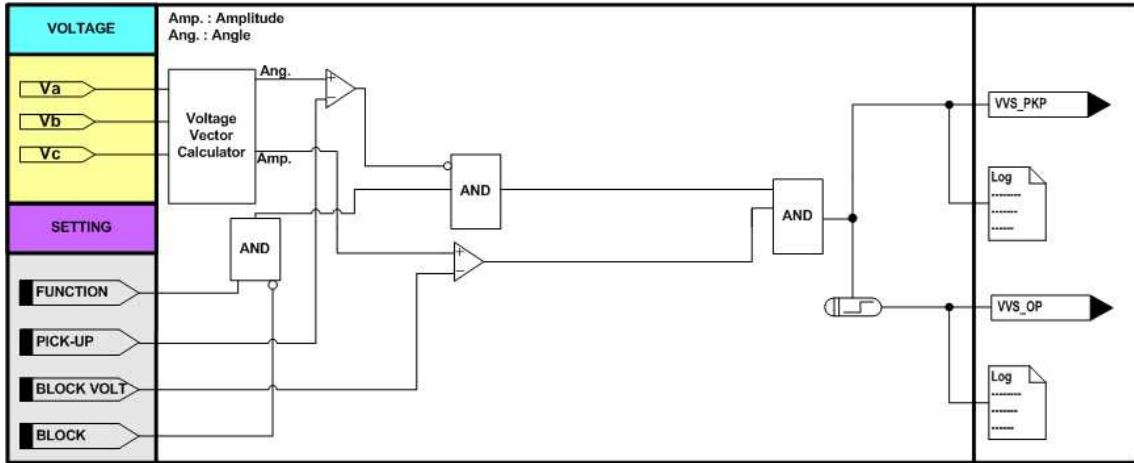 VOLTAGE
Amp. : Amplitude
Ang. : Angle
Va
Vb
Vc
Voltage
Vector
Calculator
Ang.
Amp.
+
−
AND
AND
AND
+
−
SETTING
FUNCTION
PICK-UP
BLOCK VOLT
BLOCK
VVS_PKP
Log
VVS_OP
Log